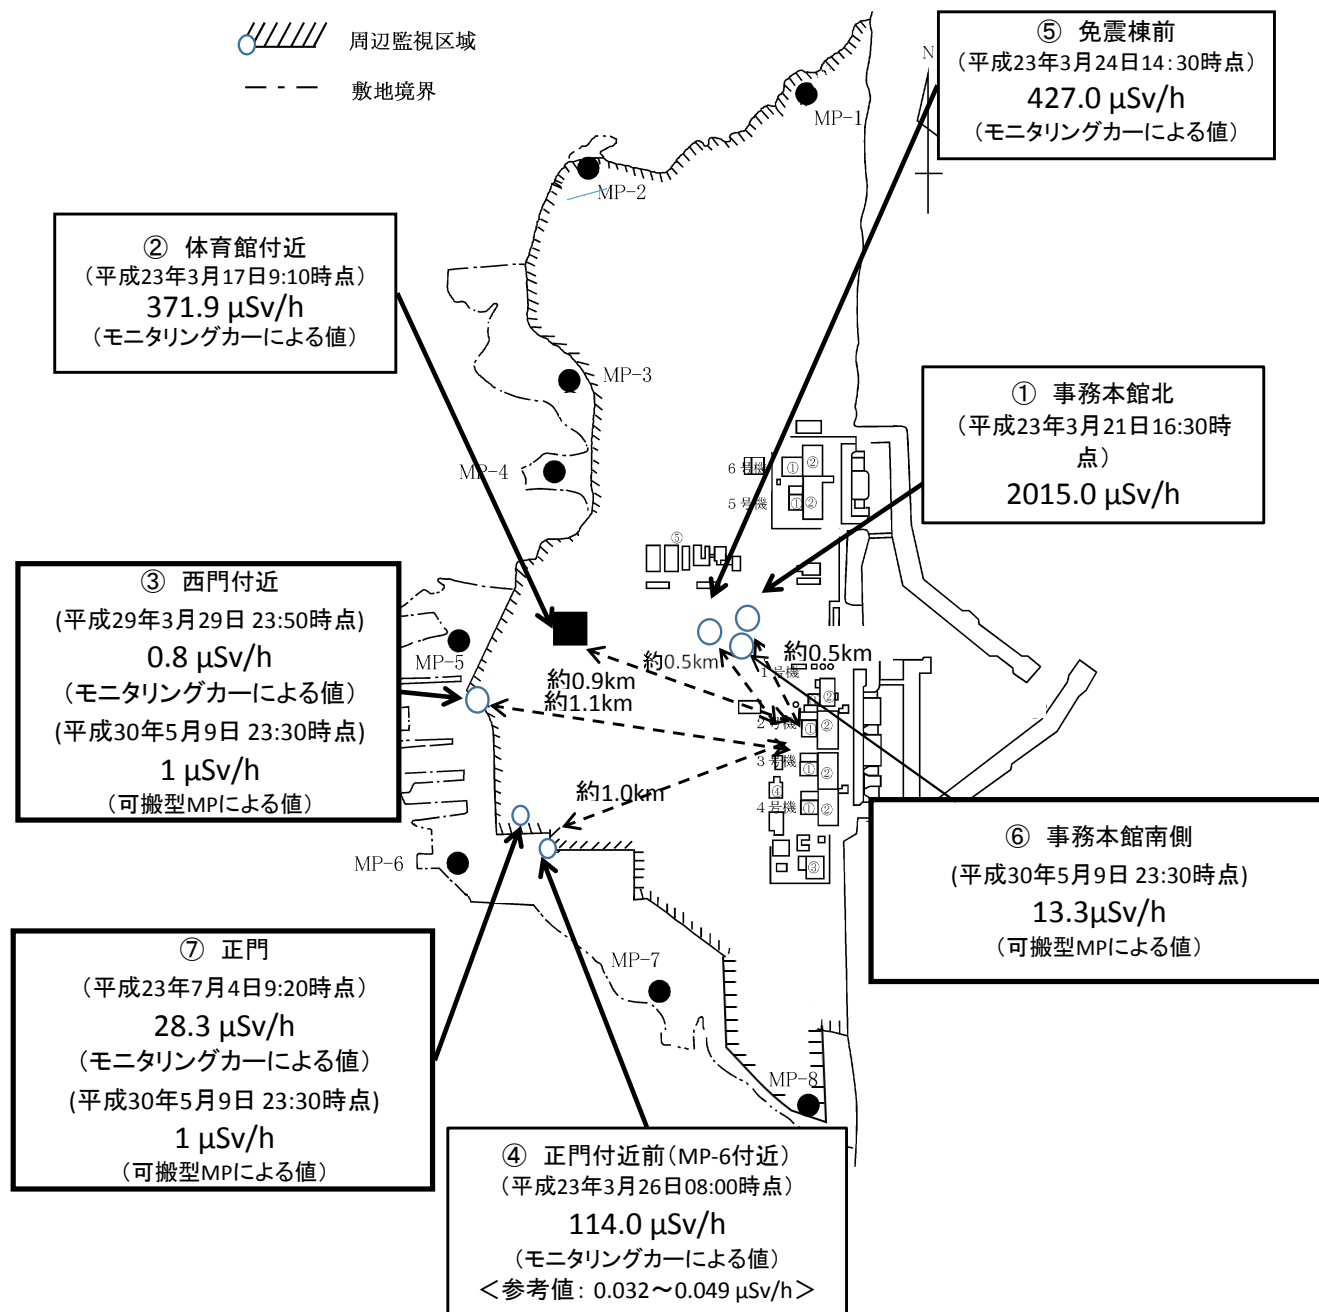 周辺監視区域
敷地境界
⑤ 免震棟前
(平成23年3月24日14:30時点)
427.0 μSv/h
(モニタリングカーによる値)
N
MP-1
MP-2
② 体育館付近
(平成23年3月17日9:10時点)
371.9 μSv/h
(モニタリングカーによる値)
MP-3
① 事務本館北
(平成23年3月21日16:30時
点)
2015.0 μSv/h
MP-4
6号機
① ②
5号機
① ②
⑤
③ 西門付近
(平成29年3月29日 23:50時点)
0.8 μSv/h
(モニタリングカーによる値)
(平成30年5月9日 23:30時点)
1 μSv/h
(可搬型MPによる値)
MP-5
約0.5km
約0.5km
約0.9km
約1.1km
1号機
②
2号機
① ②
3号機
① ②
④
4号機
① ②
③
約1.0km
MP-6
⑥ 事務本館南側
(平成30年5月9日 23:30時点)
13.3μSv/h
(可搬型MPによる値)
⑦ 正門
(平成23年7月4日9:20時点)
28.3 μSv/h
(モニタリングカーによる値)
(平成30年5月9日 23:30時点)
1 μSv/h
(可搬型MPによる値)
MP-7
MP-8
④ 正門付近前(MP-6付近)
(平成23年3月26日08:00時点)
114.0 μSv/h
(モニタリングカーによる値)
<参考値: 0.032~0.049 μSv/h>